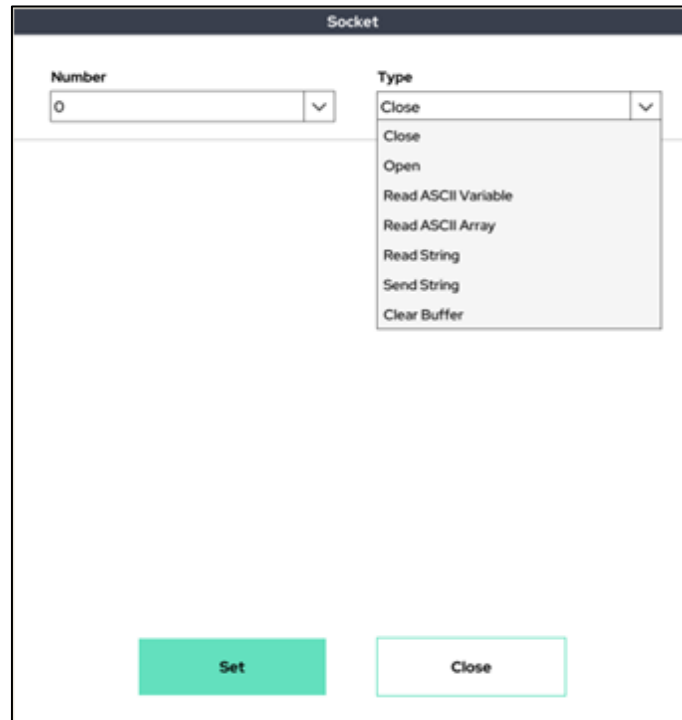 Socket
Number
Type
0
Close
Close
Open
Read ASCII Variable
Read ASCII Array
Read String
Send String
Clear Buffer
Set
Close